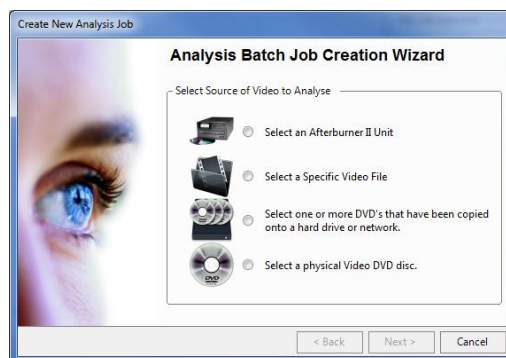 Create New Analysis Job
Analysis Batch Job Creation Wizard
Select Source of Video to Analyse
Select an Afterburner II Unit
Select a Specific Video File
Select one or more DVD's that have been copied
onto a hard drive or network.
Select a physical Video DVD disc.
DVD
< Back
Next >
Cancel